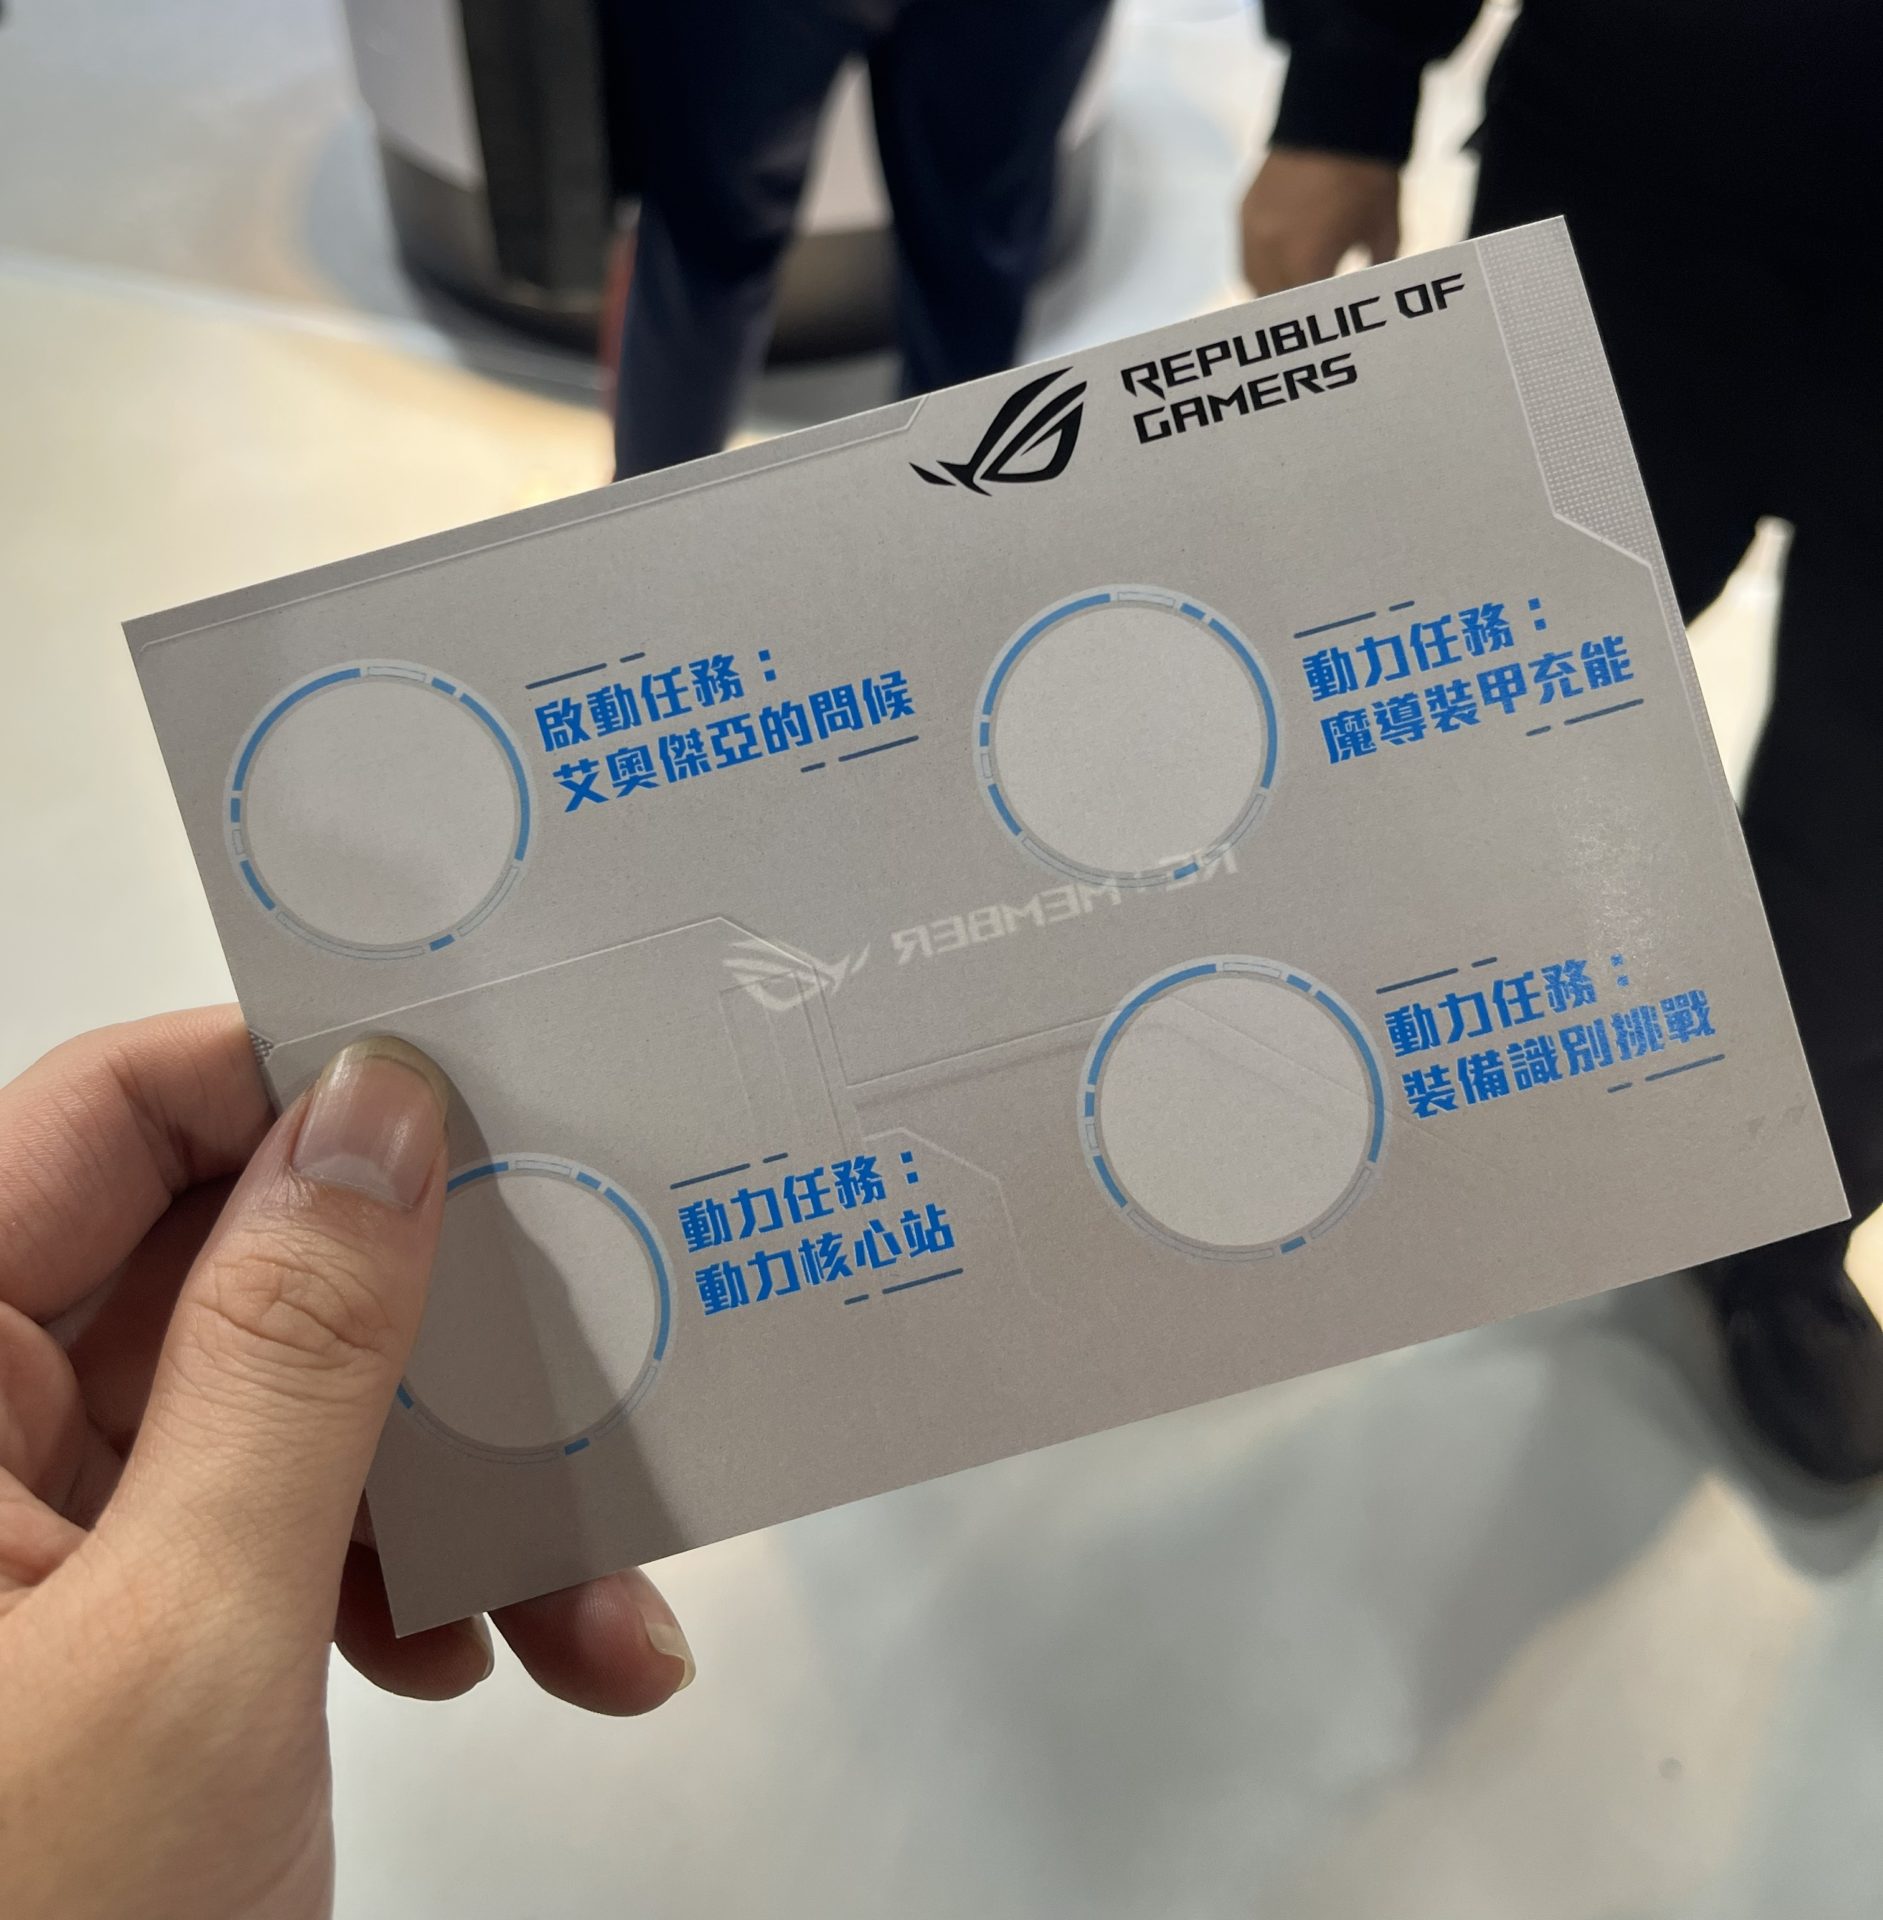 REPUBLIC OF
GAMERS
啟動任務：
艾奧傑亞的問候
動力任務：
魔導裝甲充能
動力任務：
動力核心站
動力任務：
裝備識別挑戰